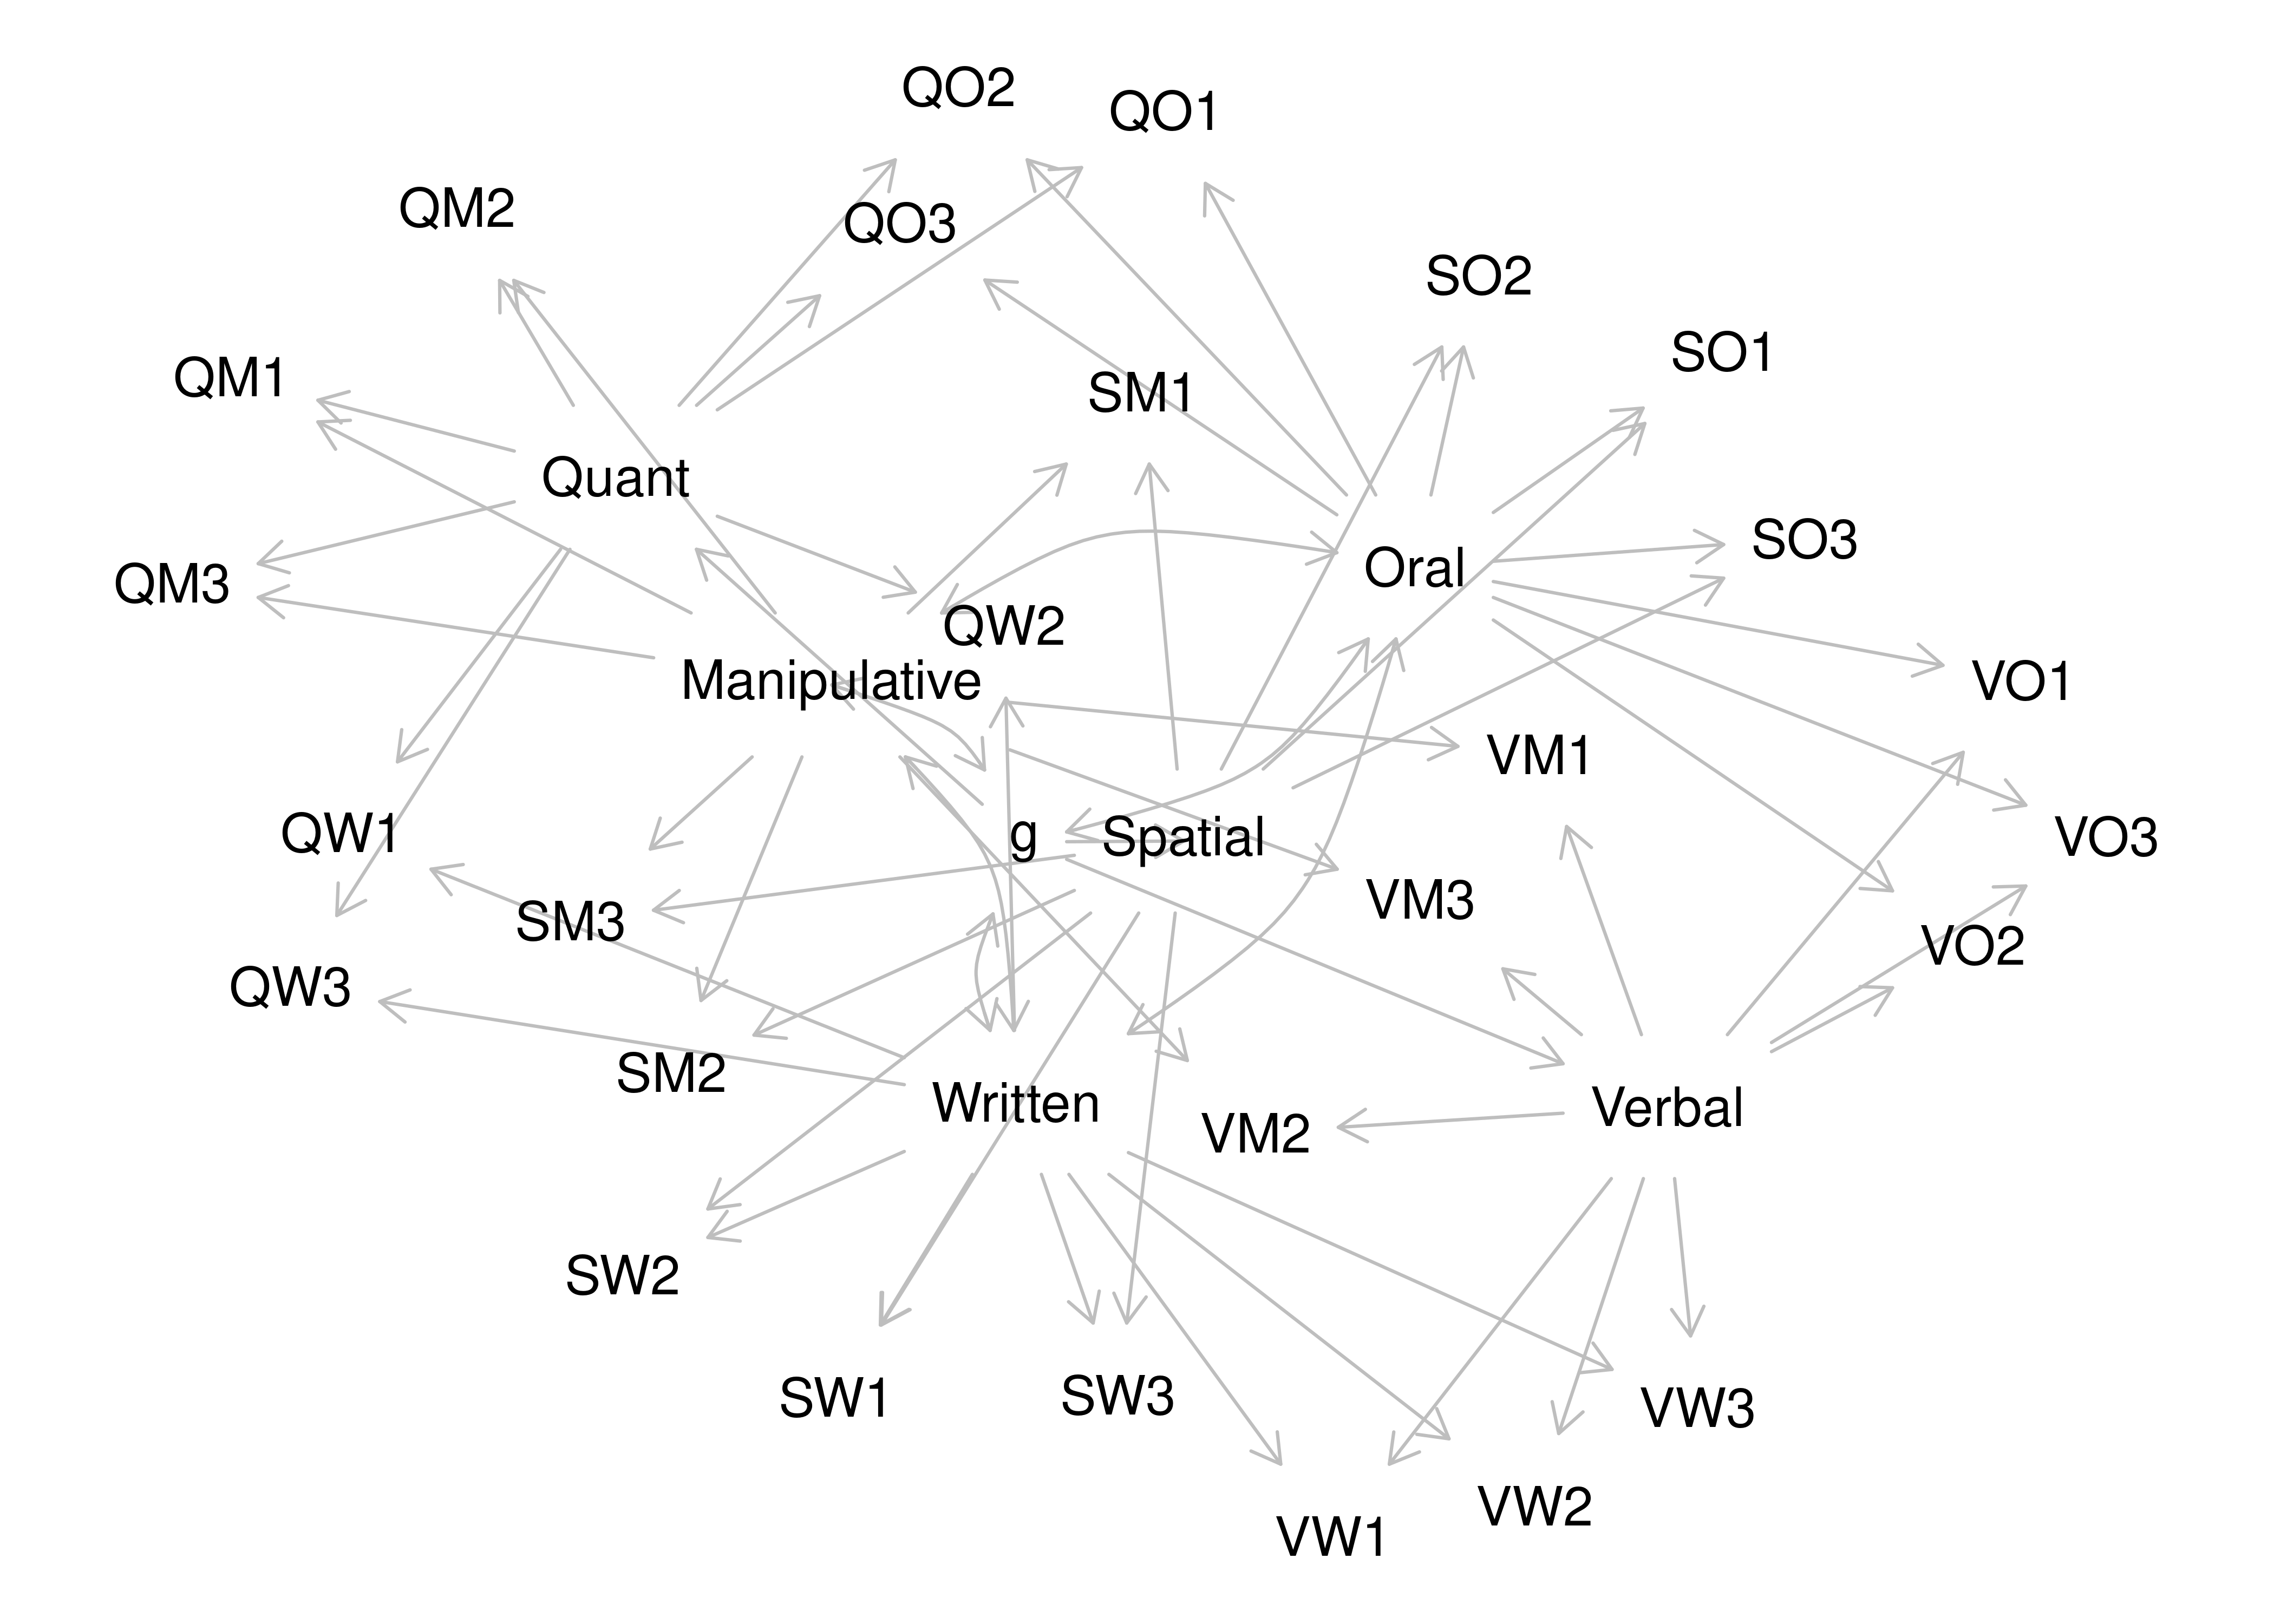 QO2
QO1
QM2
QO3
SO2
SO1
QM1
SM1
Quant
SO3
Oral
QM3
QW2
Manipulative
VO1
VM1
QW1
g
Spatial
VO3
VM3
SM3
VO2
QW3
SM2
Written
Verbal
VM2
SW2
SW1
SW3
VW3
VW2
VW1